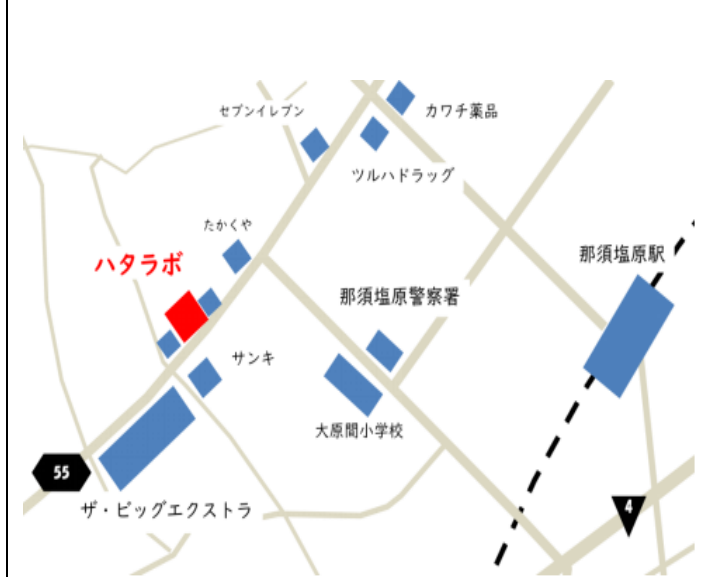 セブンイレブン
カワチ薬品
ツルハドラッグ
たかくや
ハタラボ
那須塩原駅
那須塩原警察署
サンキ
大原間小学校
55
ザ・ビッグエクストラ
4